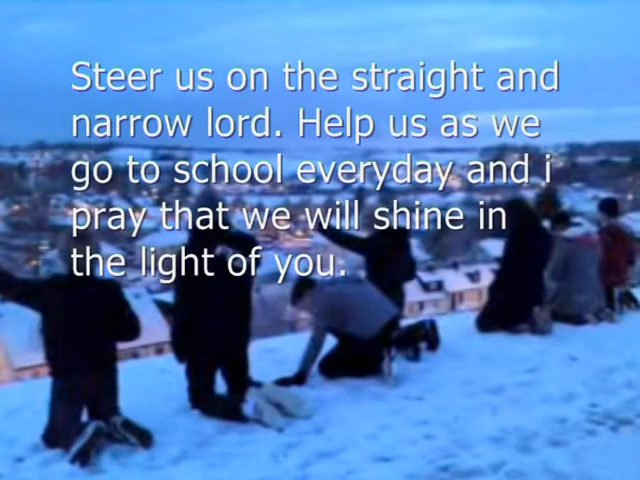 Steer us on the straight and
narrow lord. Help us as we
go to school everyday and i
pray that we will shine in
the light of you.